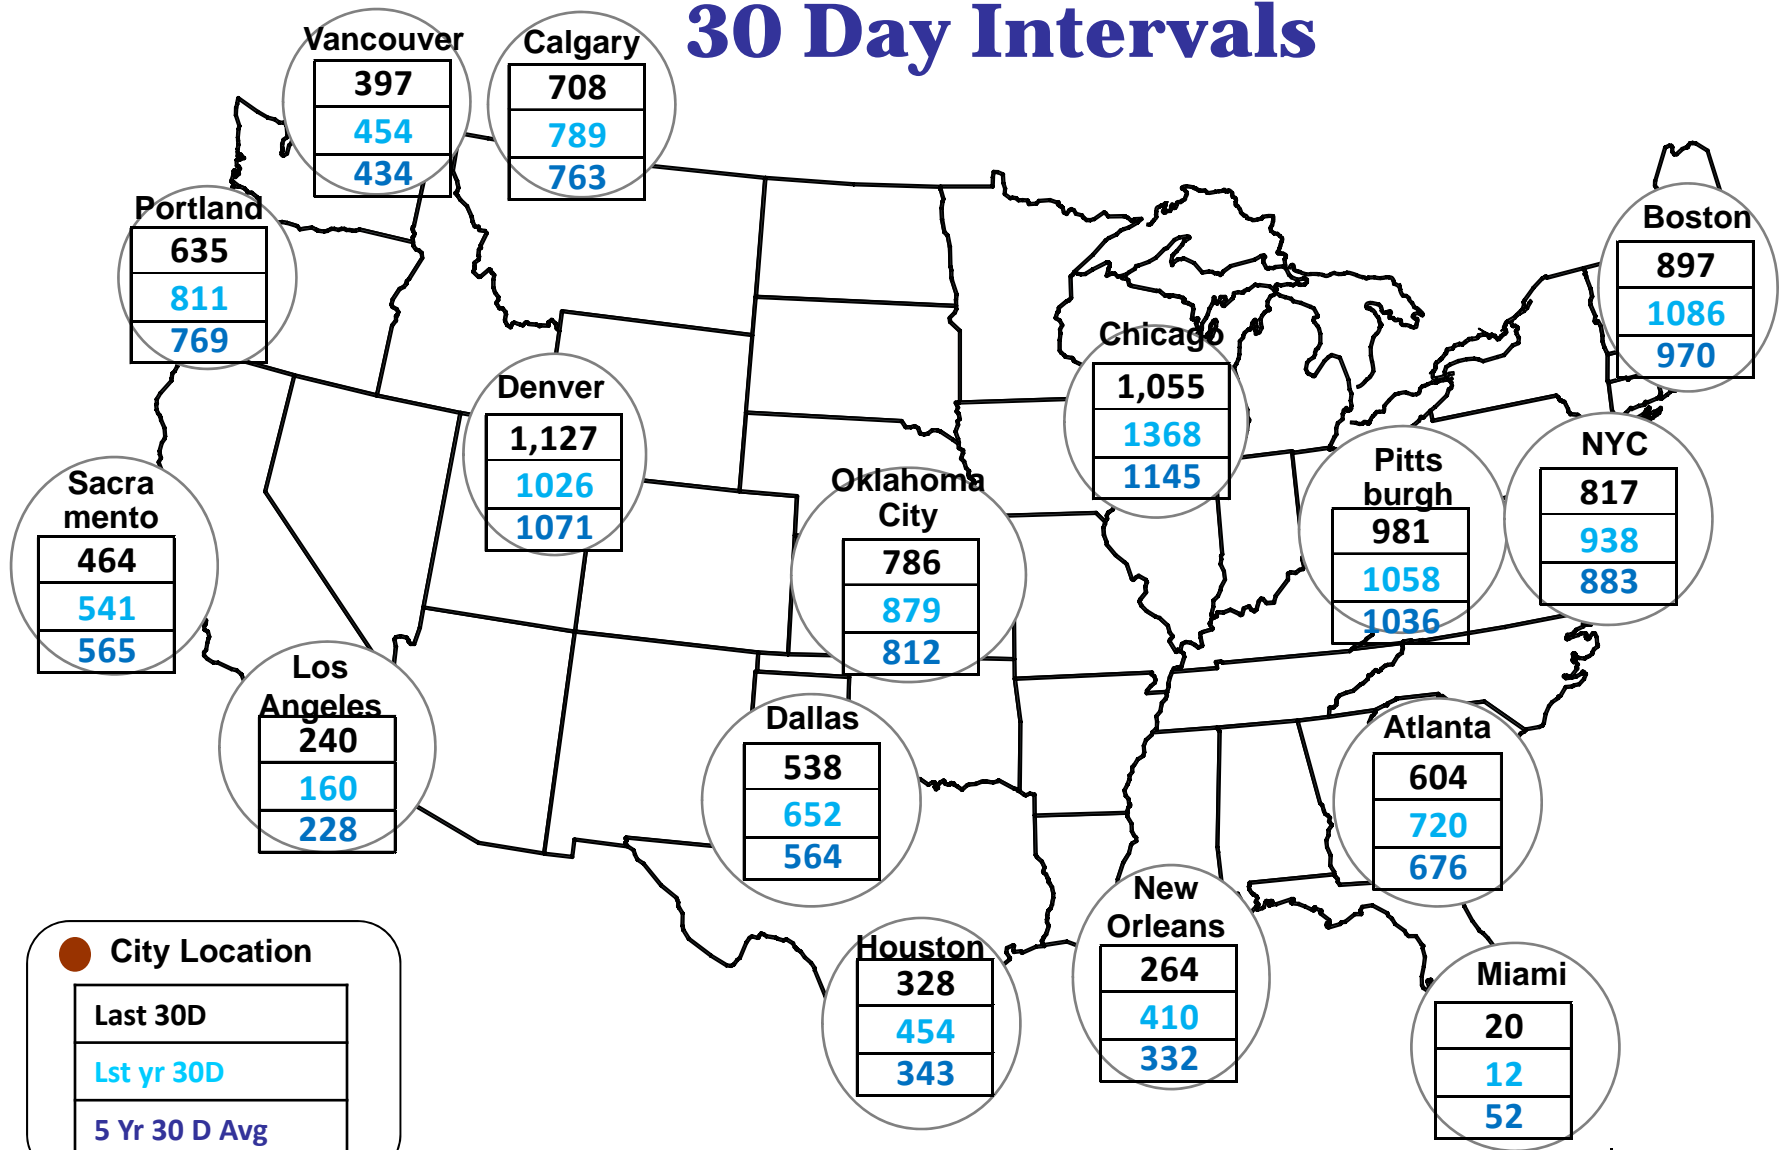 30 Day Intervals
Vancouver
397
454
434
Calgary
708
789
763
Portland
635
811
769
Boston
897
1086
970
Chicago
1,055
1368
1145
Denver
1,127
1026
1071
NYC
817
938
883
Pitts
burgh
981
1058
1036
Sacra
mento
464
541
565
Oklahoma
City
786
879
812
Los
Angeles
240
160
228
Dallas
538
652
564
Atlanta
604
720
676
New
Orleans
264
410
332
Houston
328
454
343
Miami
20
12
52
City Location
Last 30D
Lst yr 30D
5 Yr 30 D Avg